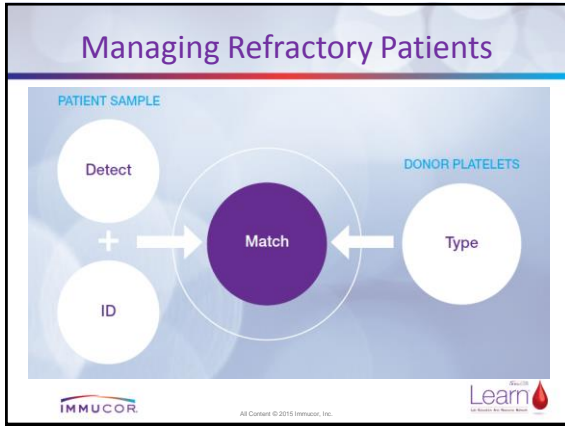 Managing Refractory Patients
PATIENT SAMPLE
Detect
+
ID
Match
DONOR PLATELETS
Type
IMMUCOR
All Content © 2015 Immucor, Inc.
Learn